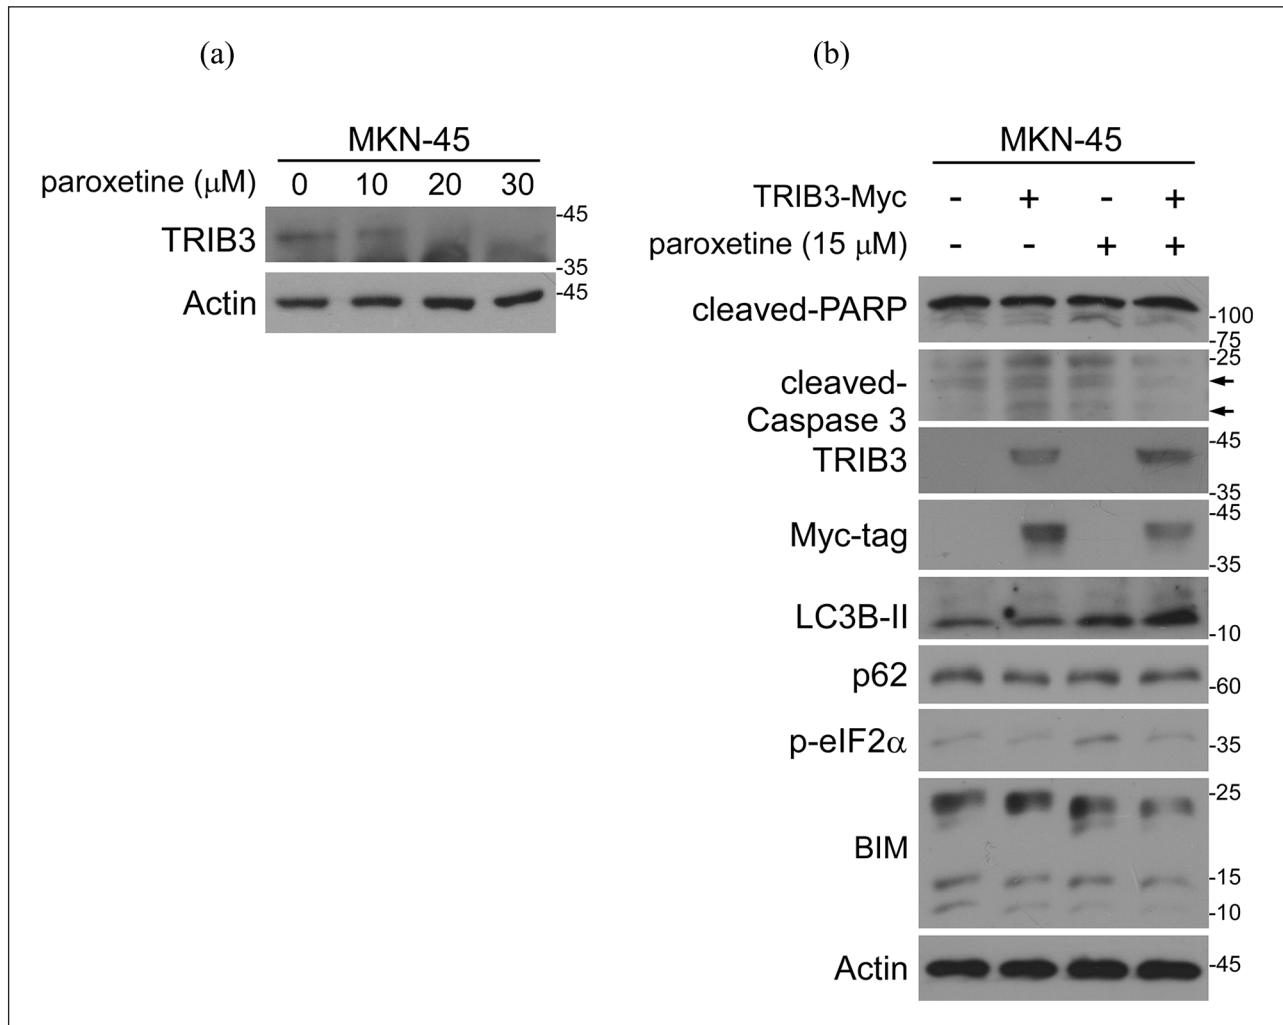 (a)
MKN-45
paroxetine (μM) 0 10 20 30
TRIB3 -45
-35
Actin -45
(b)
MKN-45
TRIB3-Myc - + - +
paroxetine (15 μM) - - + +
cleaved-PARP -100
-75
-25
cleaved-
Caspase 3
TRIB3 -45
-35
-45
Myc-tag
-35
LC3B-II -10
p62 -60
p-eIF2α -35
-25
BIM
-15
-10
Actin -45